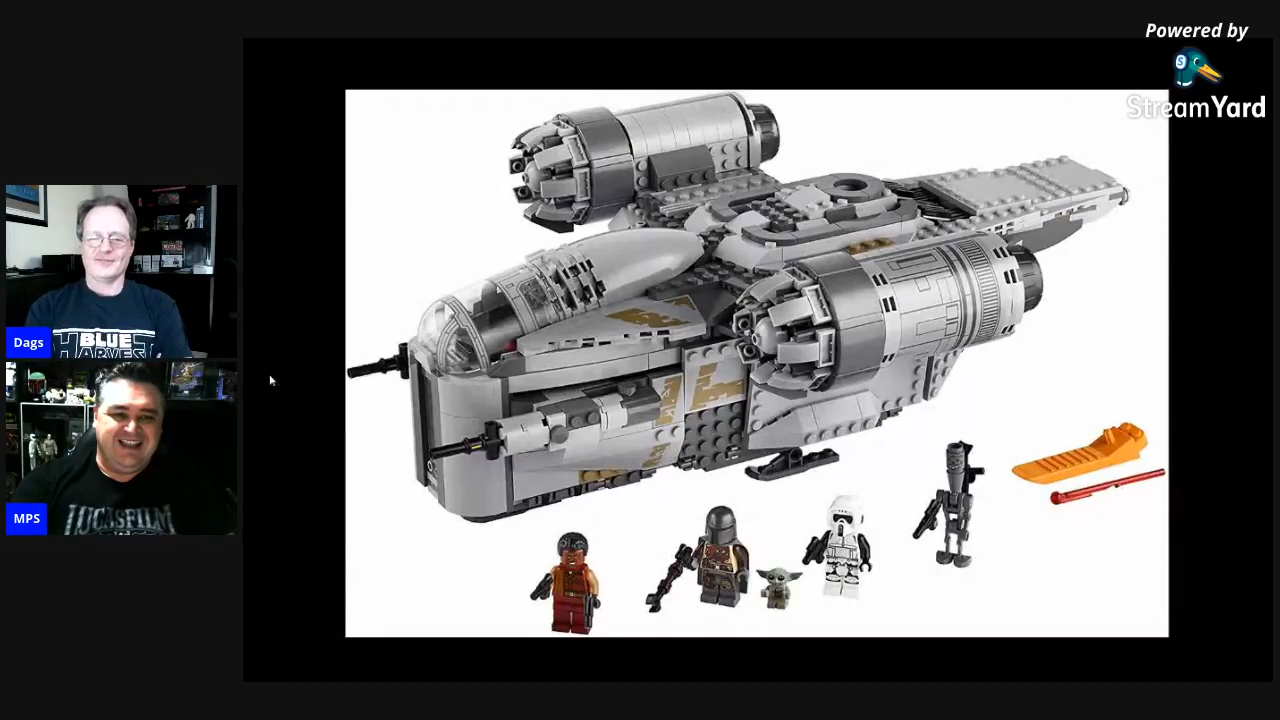 Powered by
StreamYard
Dags
BLUE
HARVEST
MPS
LUCASFILM